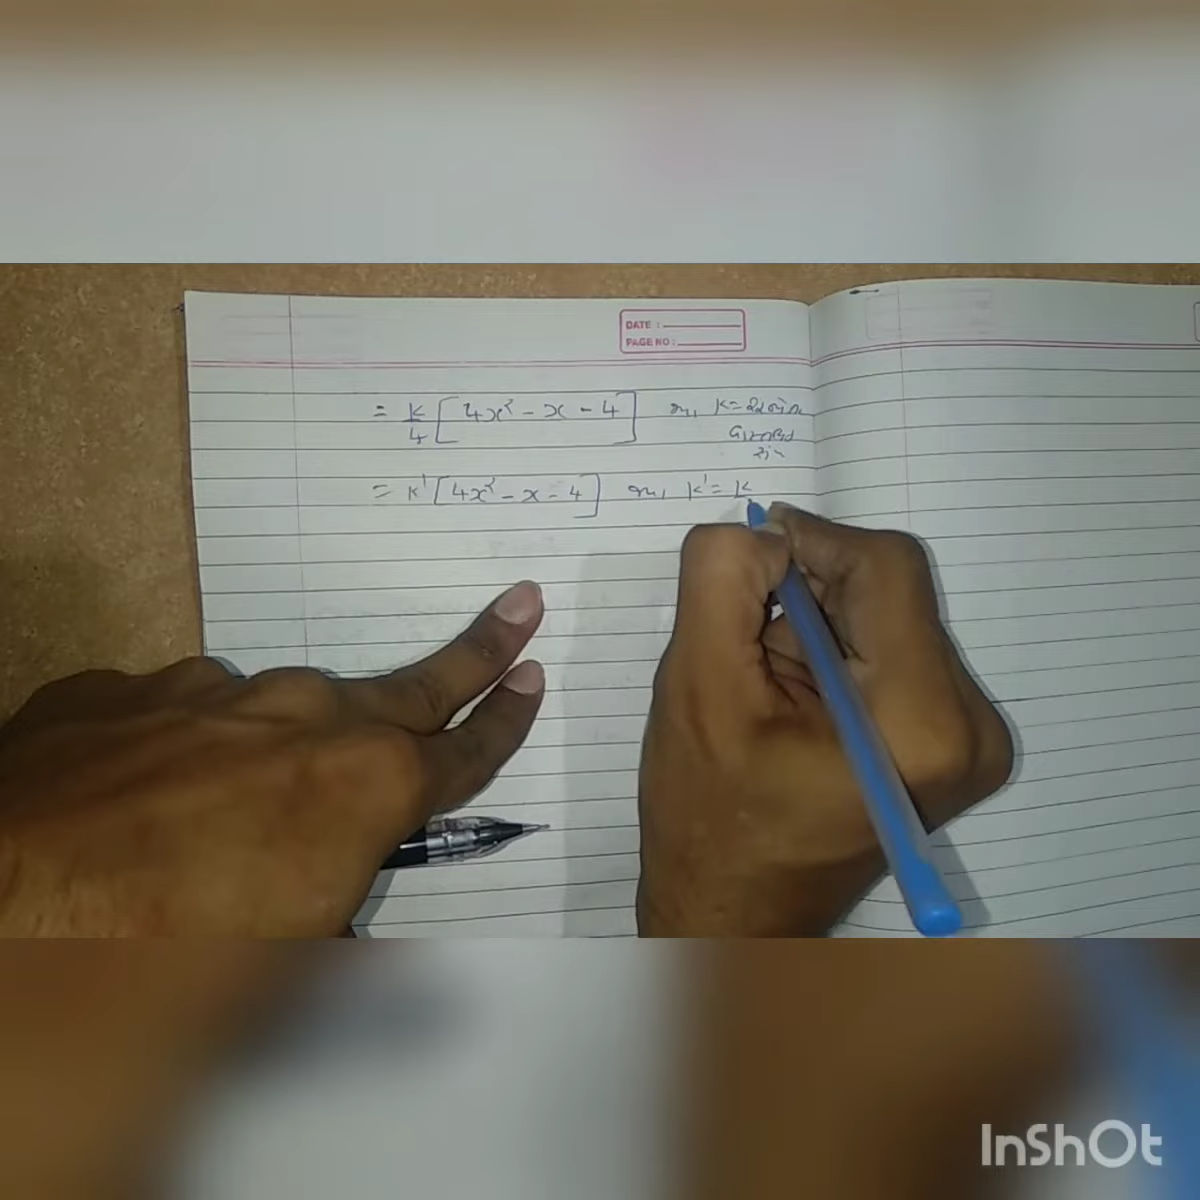 DATE :
PAGE NO :
= K/4 [ 4x² - x - 4 ] K =
= K' [ 4x² - x - 4 ] K' = K
InShOt